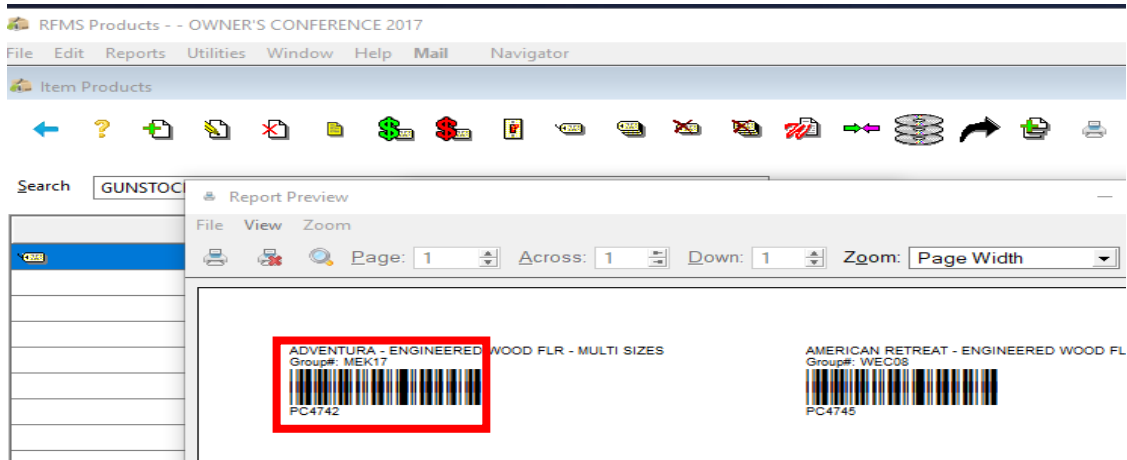 RFMS Products - - OWNER'S CONFERENCE 2017
File Edit Reports Utilities Window Help Mail Navigator
Item Products
Search GUNSTOC
Report Preview
File View Zoom
Page: 1 Across: 1 Down: 1 Zoom: Page Width
ADVENTURA - ENGINEERED WOOD FLR - MULTI SIZES AMERICAN RETREAT - ENGINEERED WOOD FL
Group#: MEK17 Group#: WEC08
PC4742 PC4745